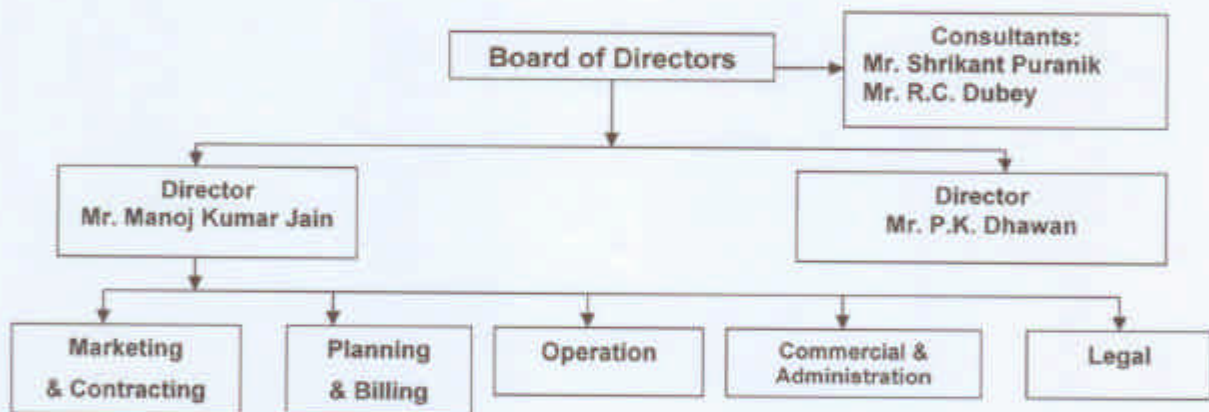 Board of Directors
Consultants:
Mr. Shrikant Puranik
Mr. R.C. Dubey
Director
Mr. Manoj Kumar Jain
Director
Mr. P.K. Dhawan
Marketing
& Contracting
Planning
& Billing
Operation
Commercial &
Administration
Legal